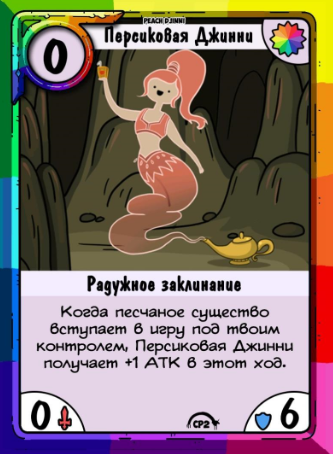 PEACH DJINNI
0
Персиковая Джинни
Радужное заклинание
Когда песчаное существо
вступает в игру под твоим
контролем, Персиковая Джинни
получает +1 АТК в этот ход.
0
CP2
6